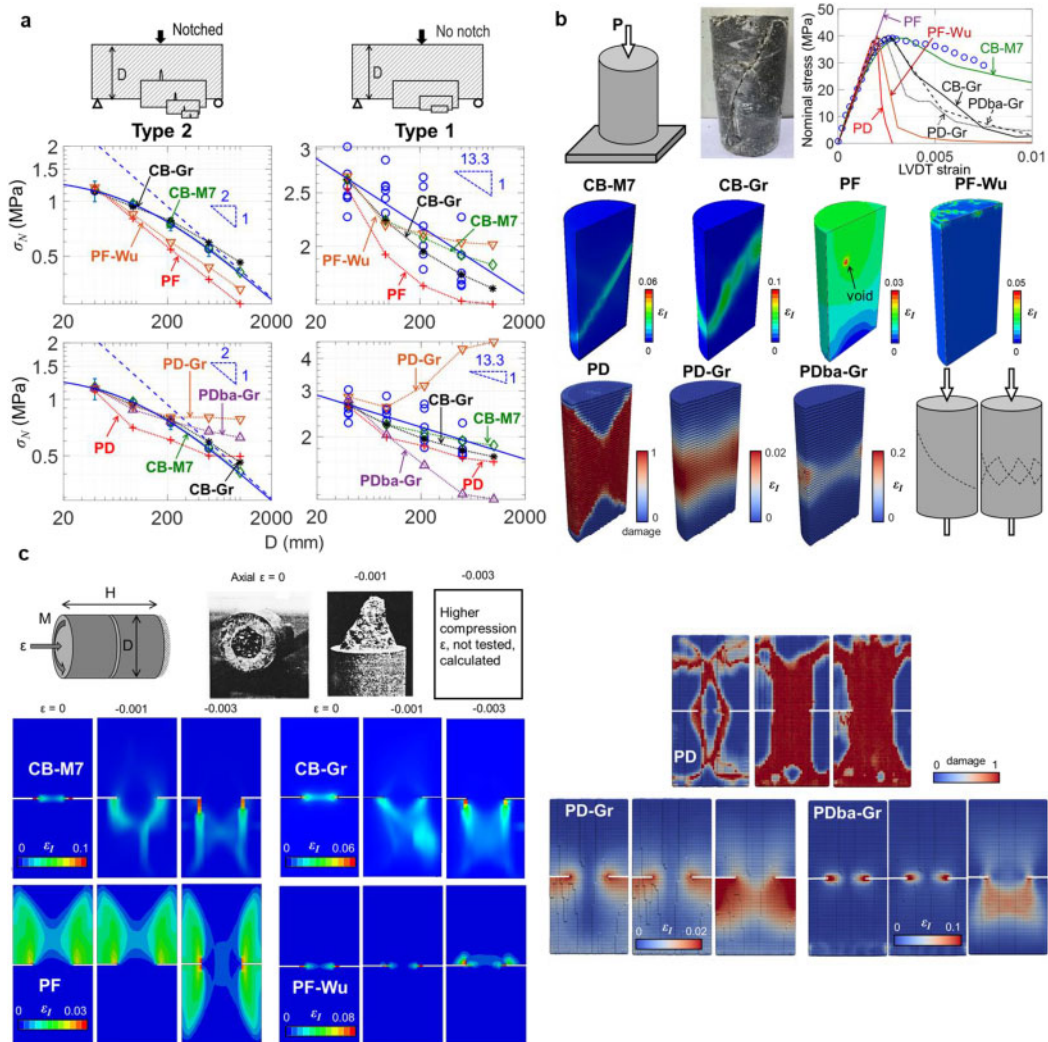 a
Notched
D
Type 2
No notch
D
Type 1
2
1
0.5
σN (MPa)
CB-Gr
CB-M7
PF-Wu
PF
2
1
20 200 2000
3
2.5
2
CB-Gr
CB-M7
PF-Wu
PF
13.3
1
20 200 2000
2
1
0.5
σN (MPa)
PD-Gr
PDba-Gr
PD
CB-M7
CB-Gr
2
1
20 200 2000
4
3
2
PD-Gr
CB-Gr
CB-M7
PDba-Gr
PD
13.3
1
20 200 2000
D (mm)
b
P
Nominal stress (MPa)
50
40
30
20
10
0
PF
PF-Wu
CB-M7
CB-Gr
PDba-Gr
PD-Gr
PD
0 0.005 0.01
LVDT strain
CB-M7
0.06
εI
0
CB-Gr
0.1
εI
0
PF
void
0.03
εI
0
PF-Wu
0.05
εI
0
PD
1
0
damage
PD-Gr
0.02
εI
0
PDba-Gr
0.2
εI
0
c
H
M
ε
D
Axial ε = 0
-0.001
-0.003
Higher
compression
ε, not tested,
calculated
ε = 0 -0.001 -0.003
CB-M7
0 εI 0.1
ε = 0 -0.001 -0.003
CB-Gr
0 εI 0.06
PF
0 εI 0.03
PF-Wu
0 εI 0.08
PD
damage
0 1
PD-Gr
0 εI 0.02
PDba-Gr
0 εI 0.1